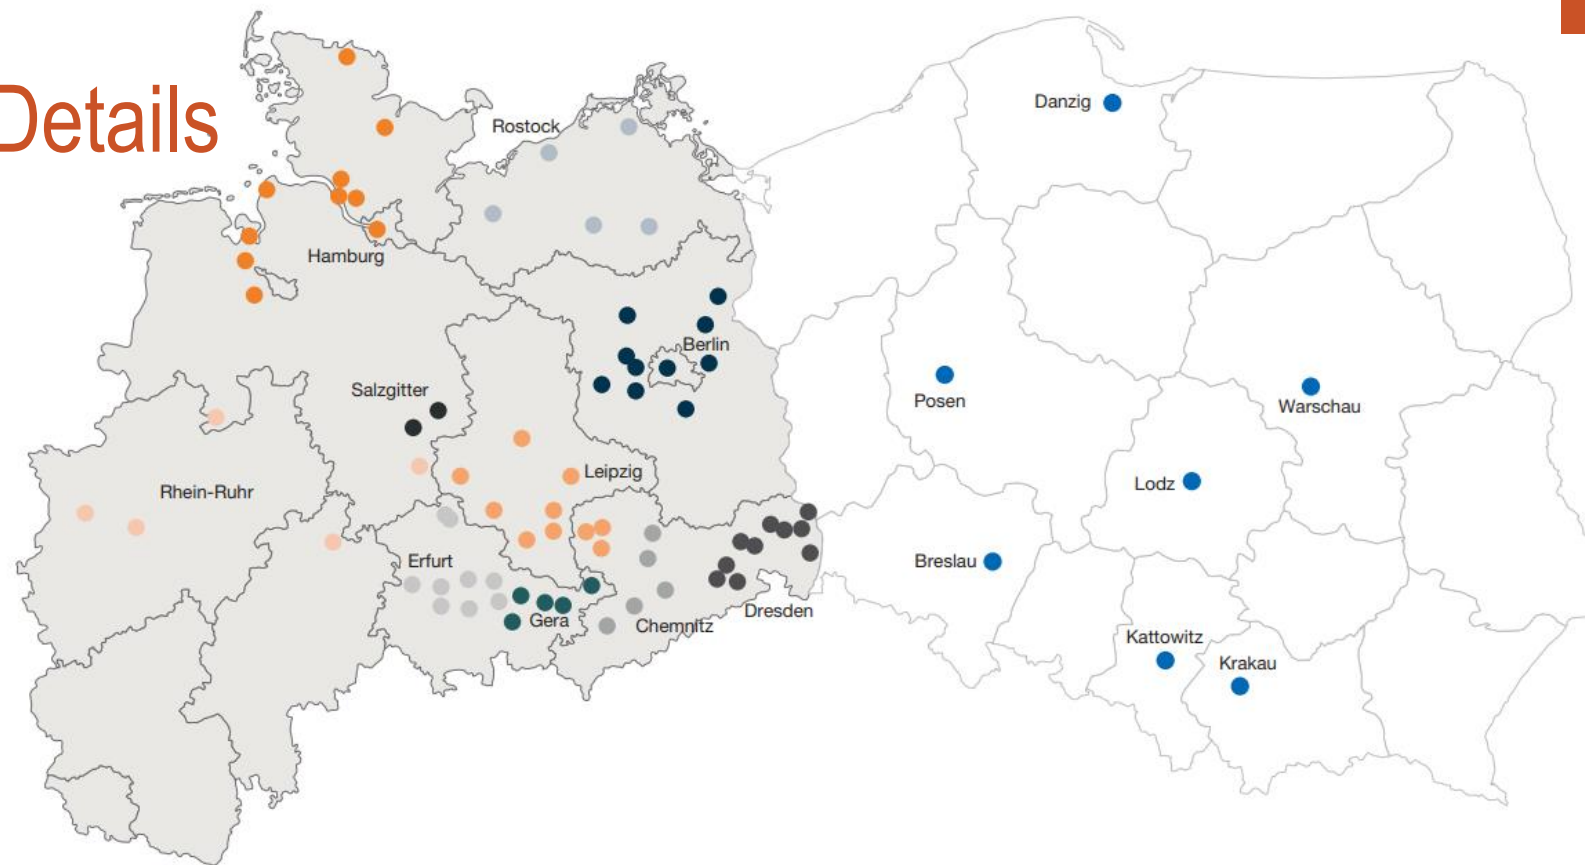 Details
Danzig
Rostock
Hamburg
Berlin
Salzgitter
Posen
Warschau
Leipzig
Lodz
Rhein-Ruhr
Erfurt
Breslau
Dresden
Gera
Chemnitz
Kattowitz
Krakau